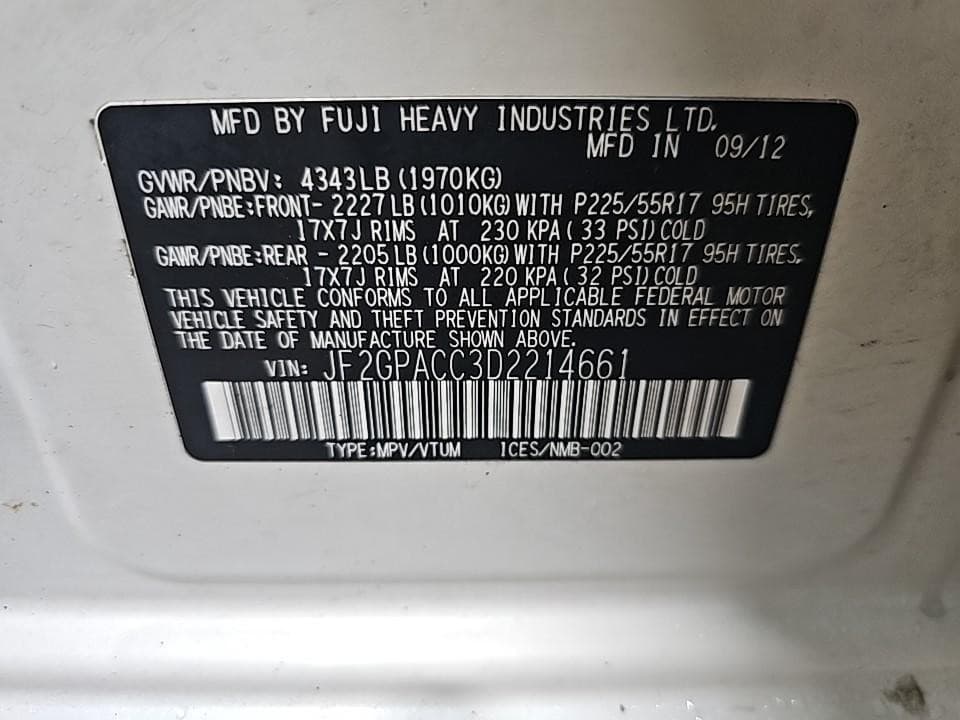 MFD BY FUJI HEAVY INDUSTRIES LTD.
MFD IN 09/12
GVWR/PNBV: 4343LB (1970KG)
GAWR/PNBE:FRONT- 2227LB (1010KG) WITH P225/55R17 95H TIRES,
17X7J RIMS AT 230 KPA ( 33 PSI) COLD
GAWR/PNBE:REAR - 2205LB (1000KG) WITH P225/55R17 95H TIRES.
17X7J RIMS AT 220 KPA ( 32 PSI) COLD
THIS VEHICLE CONFORMS TO ALL APPLICABLE FEDERAL MOTOR
VEHICLE SAFETY AND THEFT PREVENTION STANDARDS IN EFFECT ON
THE DATE OF MANUFACTURE SHOWN ABOVE.
VIN: JF2GPACC3D2214661
TYPE:MPV/VTUM ICES/NMB-002